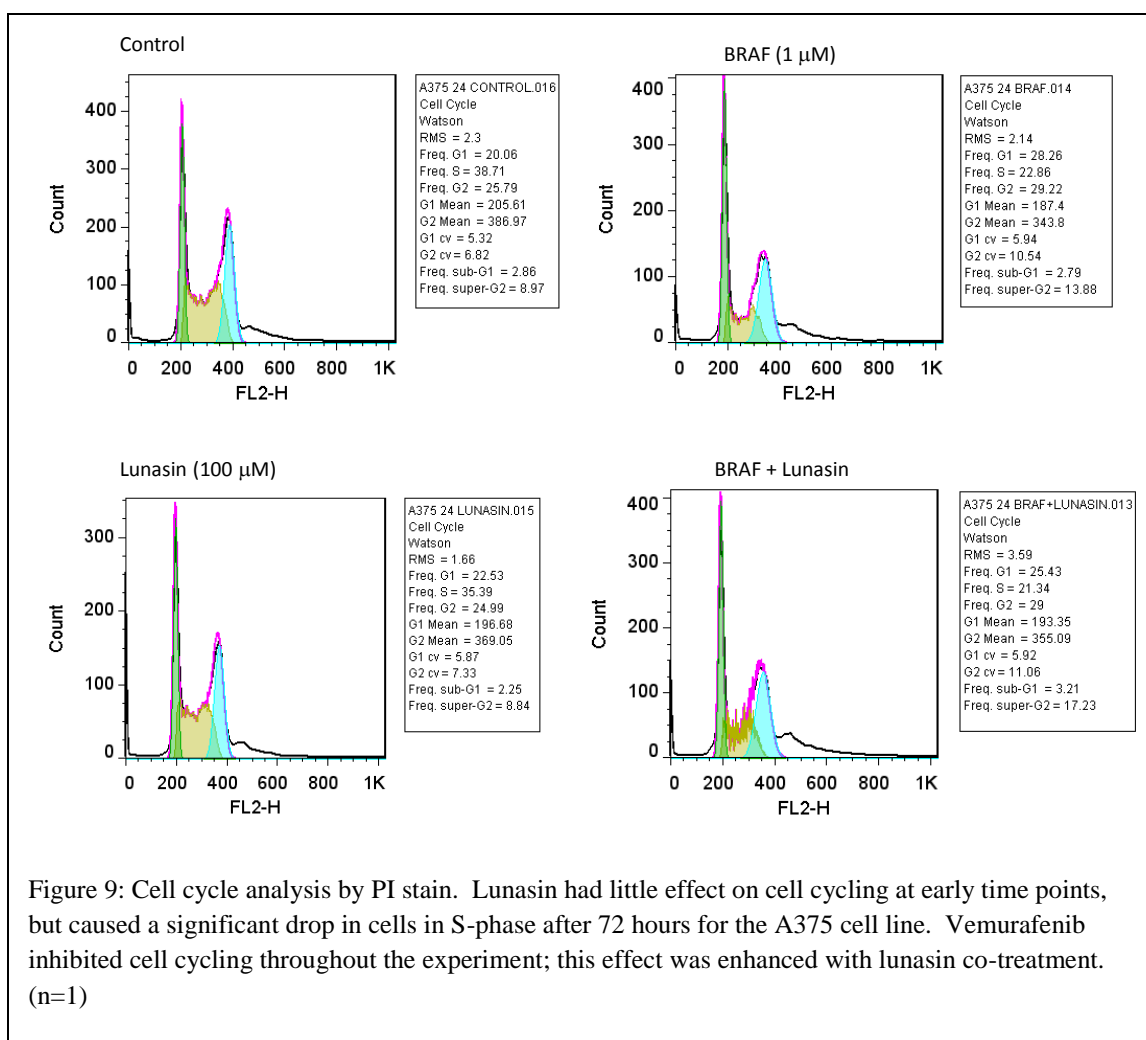 Control
400
300
200
100
0
Count
0 200 400 600 800 1K
FL2-H
A375 24 CONTROL.016
Cell Cycle
Watson
RMS = 2.3
Freq. G1 = 20.06
Freq. S = 38.71
Freq. G2 = 25.79
G1 Mean = 205.61
G2 Mean = 386.97
G1 cv = 5.32
G2 cv = 6.82
Freq. sub-G1 = 2.86
Freq. super-G2 = 8.97
BRAF (1 μM)
400
300
200
100
0
Count
0 200 400 600 800 1K
FL2-H
A375 24 BRAF.014
Cell Cycle
Watson
RMS = 2.14
Freq. G1 = 28.26
Freq. S = 22.86
Freq. G2 = 29.22
G1 Mean = 187.4
G2 Mean = 343.8
G1 cv = 5.94
G2 cv = 10.54
Freq. sub-G1 = 2.79
Freq. super-G2 = 13.88
Lunasin (100 μM)
300
200
100
0
Count
0 200 400 600 800 1K
FL2-H
A375 24 LUNASIN.015
Cell Cycle
Watson
RMS = 1.66
Freq. G1 = 22.53
Freq. S = 35.39
Freq. G2 = 24.99
G1 Mean = 196.68
G2 Mean = 369.05
G1 cv = 5.87
G2 cv = 7.33
Freq. sub-G1 = 2.25
Freq. super-G2 = 8.84
BRAF + Lunasin
400
300
200
100
0
Count
0 200 400 600 800 1K
FL2-H
A375 24 BRAF+LUNASIN.013
Cell Cycle
Watson
RMS = 3.59
Freq. G1 = 25.43
Freq. S = 21.34
Freq. G2 = 29
G1 Mean = 193.35
G2 Mean = 355.09
G1 cv = 5.92
G2 cv = 11.06
Freq. sub-G1 = 3.21
Freq. super-G2 = 17.23
Figure 9: Cell cycle analysis by PI stain. Lunasin had little effect on cell cycling at early time points,
but caused a significant drop in cells in S-phase after 72 hours for the A375 cell line. Vemurafenib
inhibited cell cycling throughout the experiment; this effect was enhanced with lunasin co-treatment.
(n=1)